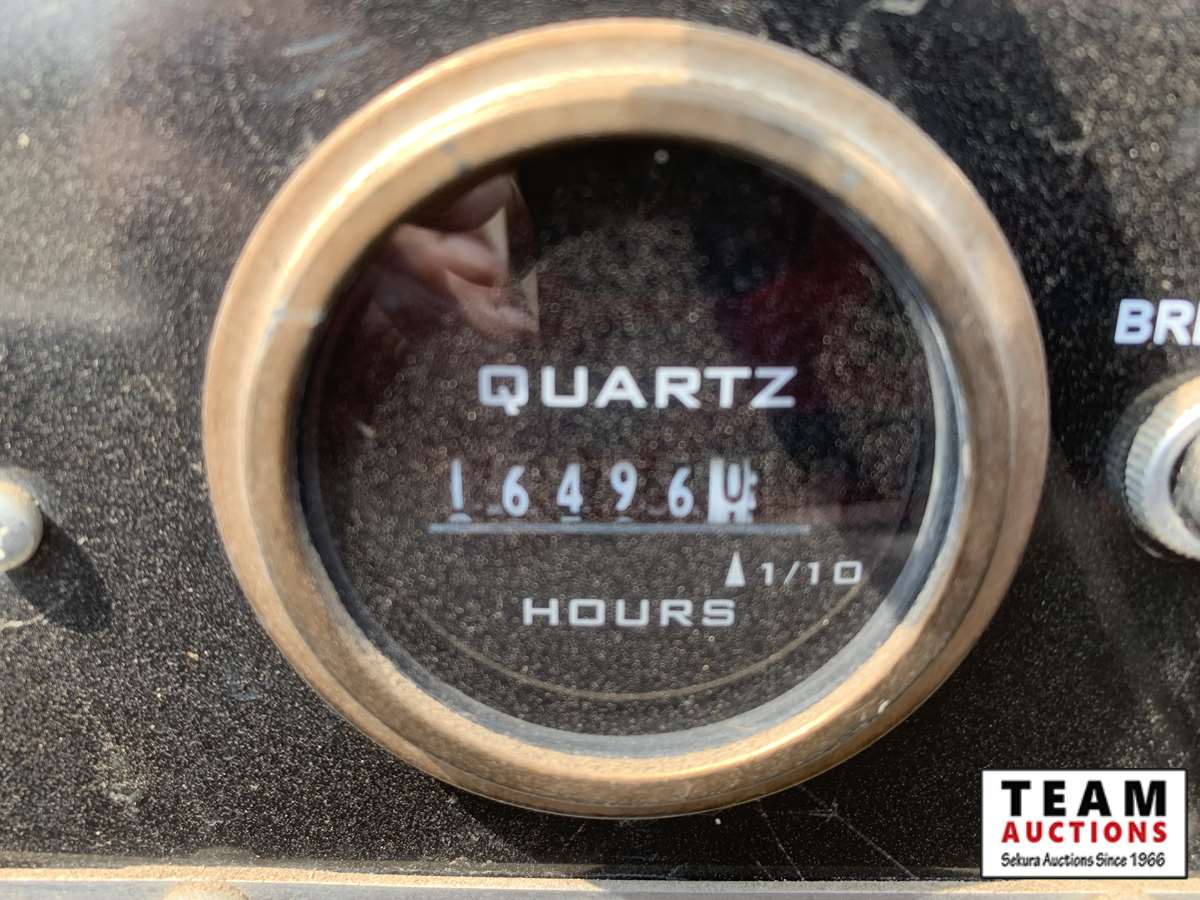 QUARTZ
16496
1/10
HOURS
TEAM
AUCTIONS
Sekura Auctions Since 1966